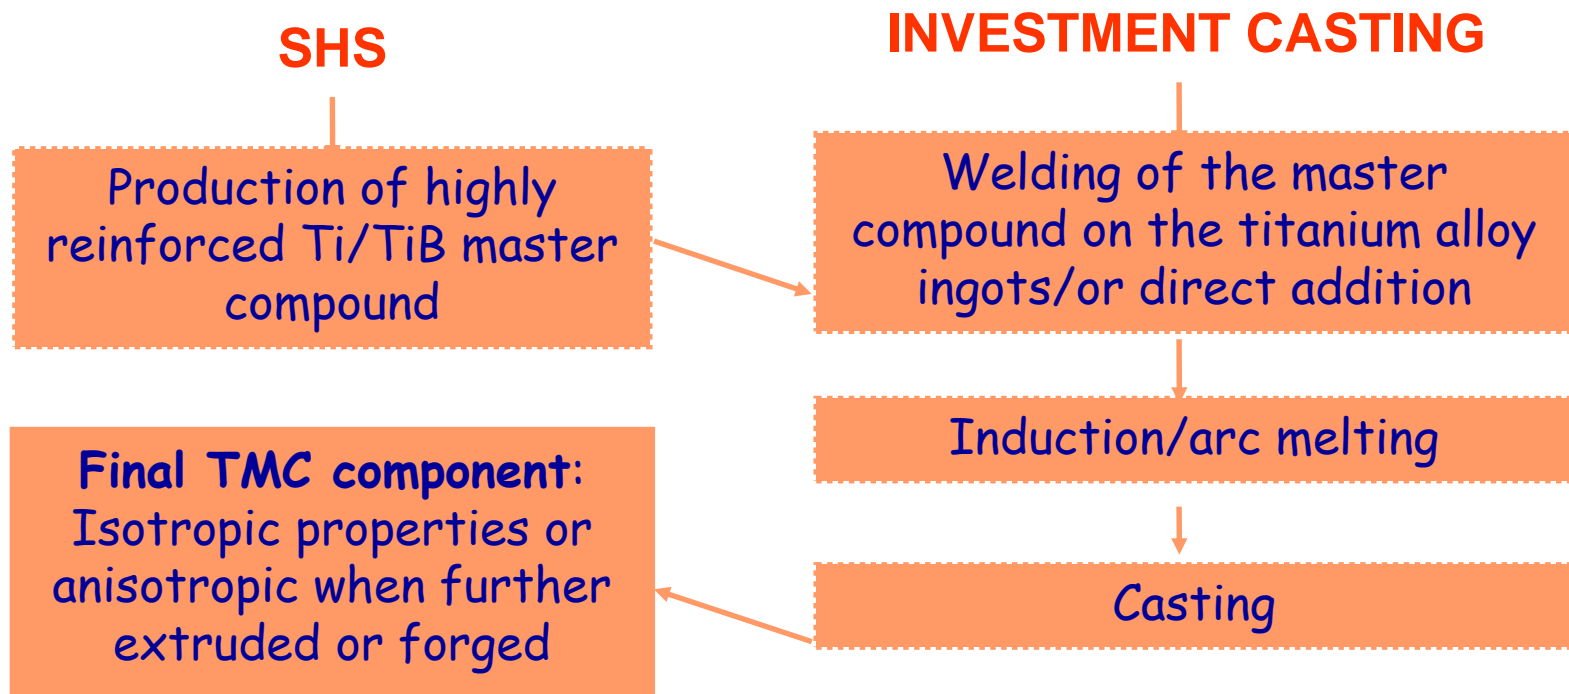 SHS
Production of highly
reinforced Ti/TiB master
compound
INVESTMENT CASTING
Welding of the master
compound on the titanium alloy
ingots/or direct addition
Induction/arc melting
Casting
Final TMC component:
Isotropic properties or
anisotropic when further
extruded or forged